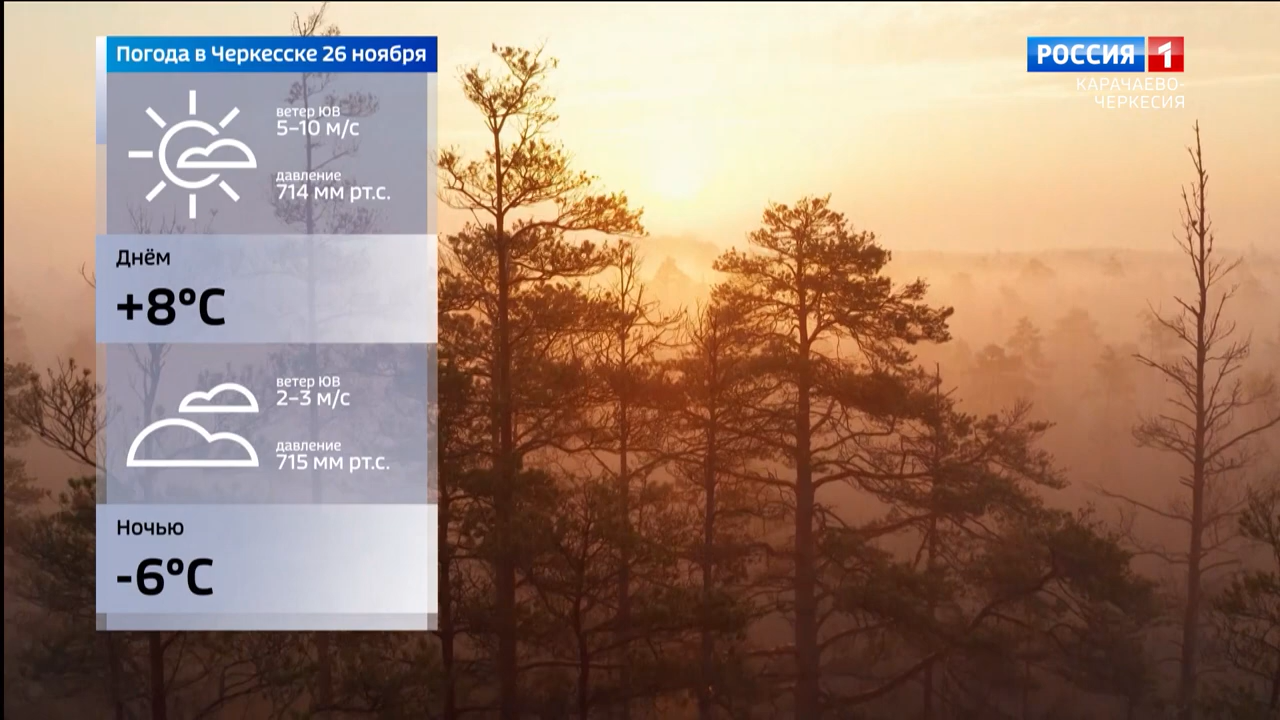 Погода в Черкесске 26 ноября
РОССИЯ 1
КАРАЧАЕВО-
ЧЕРКЕСИЯ
ветер ЮВ
5–10 м/с
давление
714 мм рт.с.
Днём
+8°C
ветер ЮВ
2–3 м/с
давление
715 мм рт.с.
Ночью
-6°C